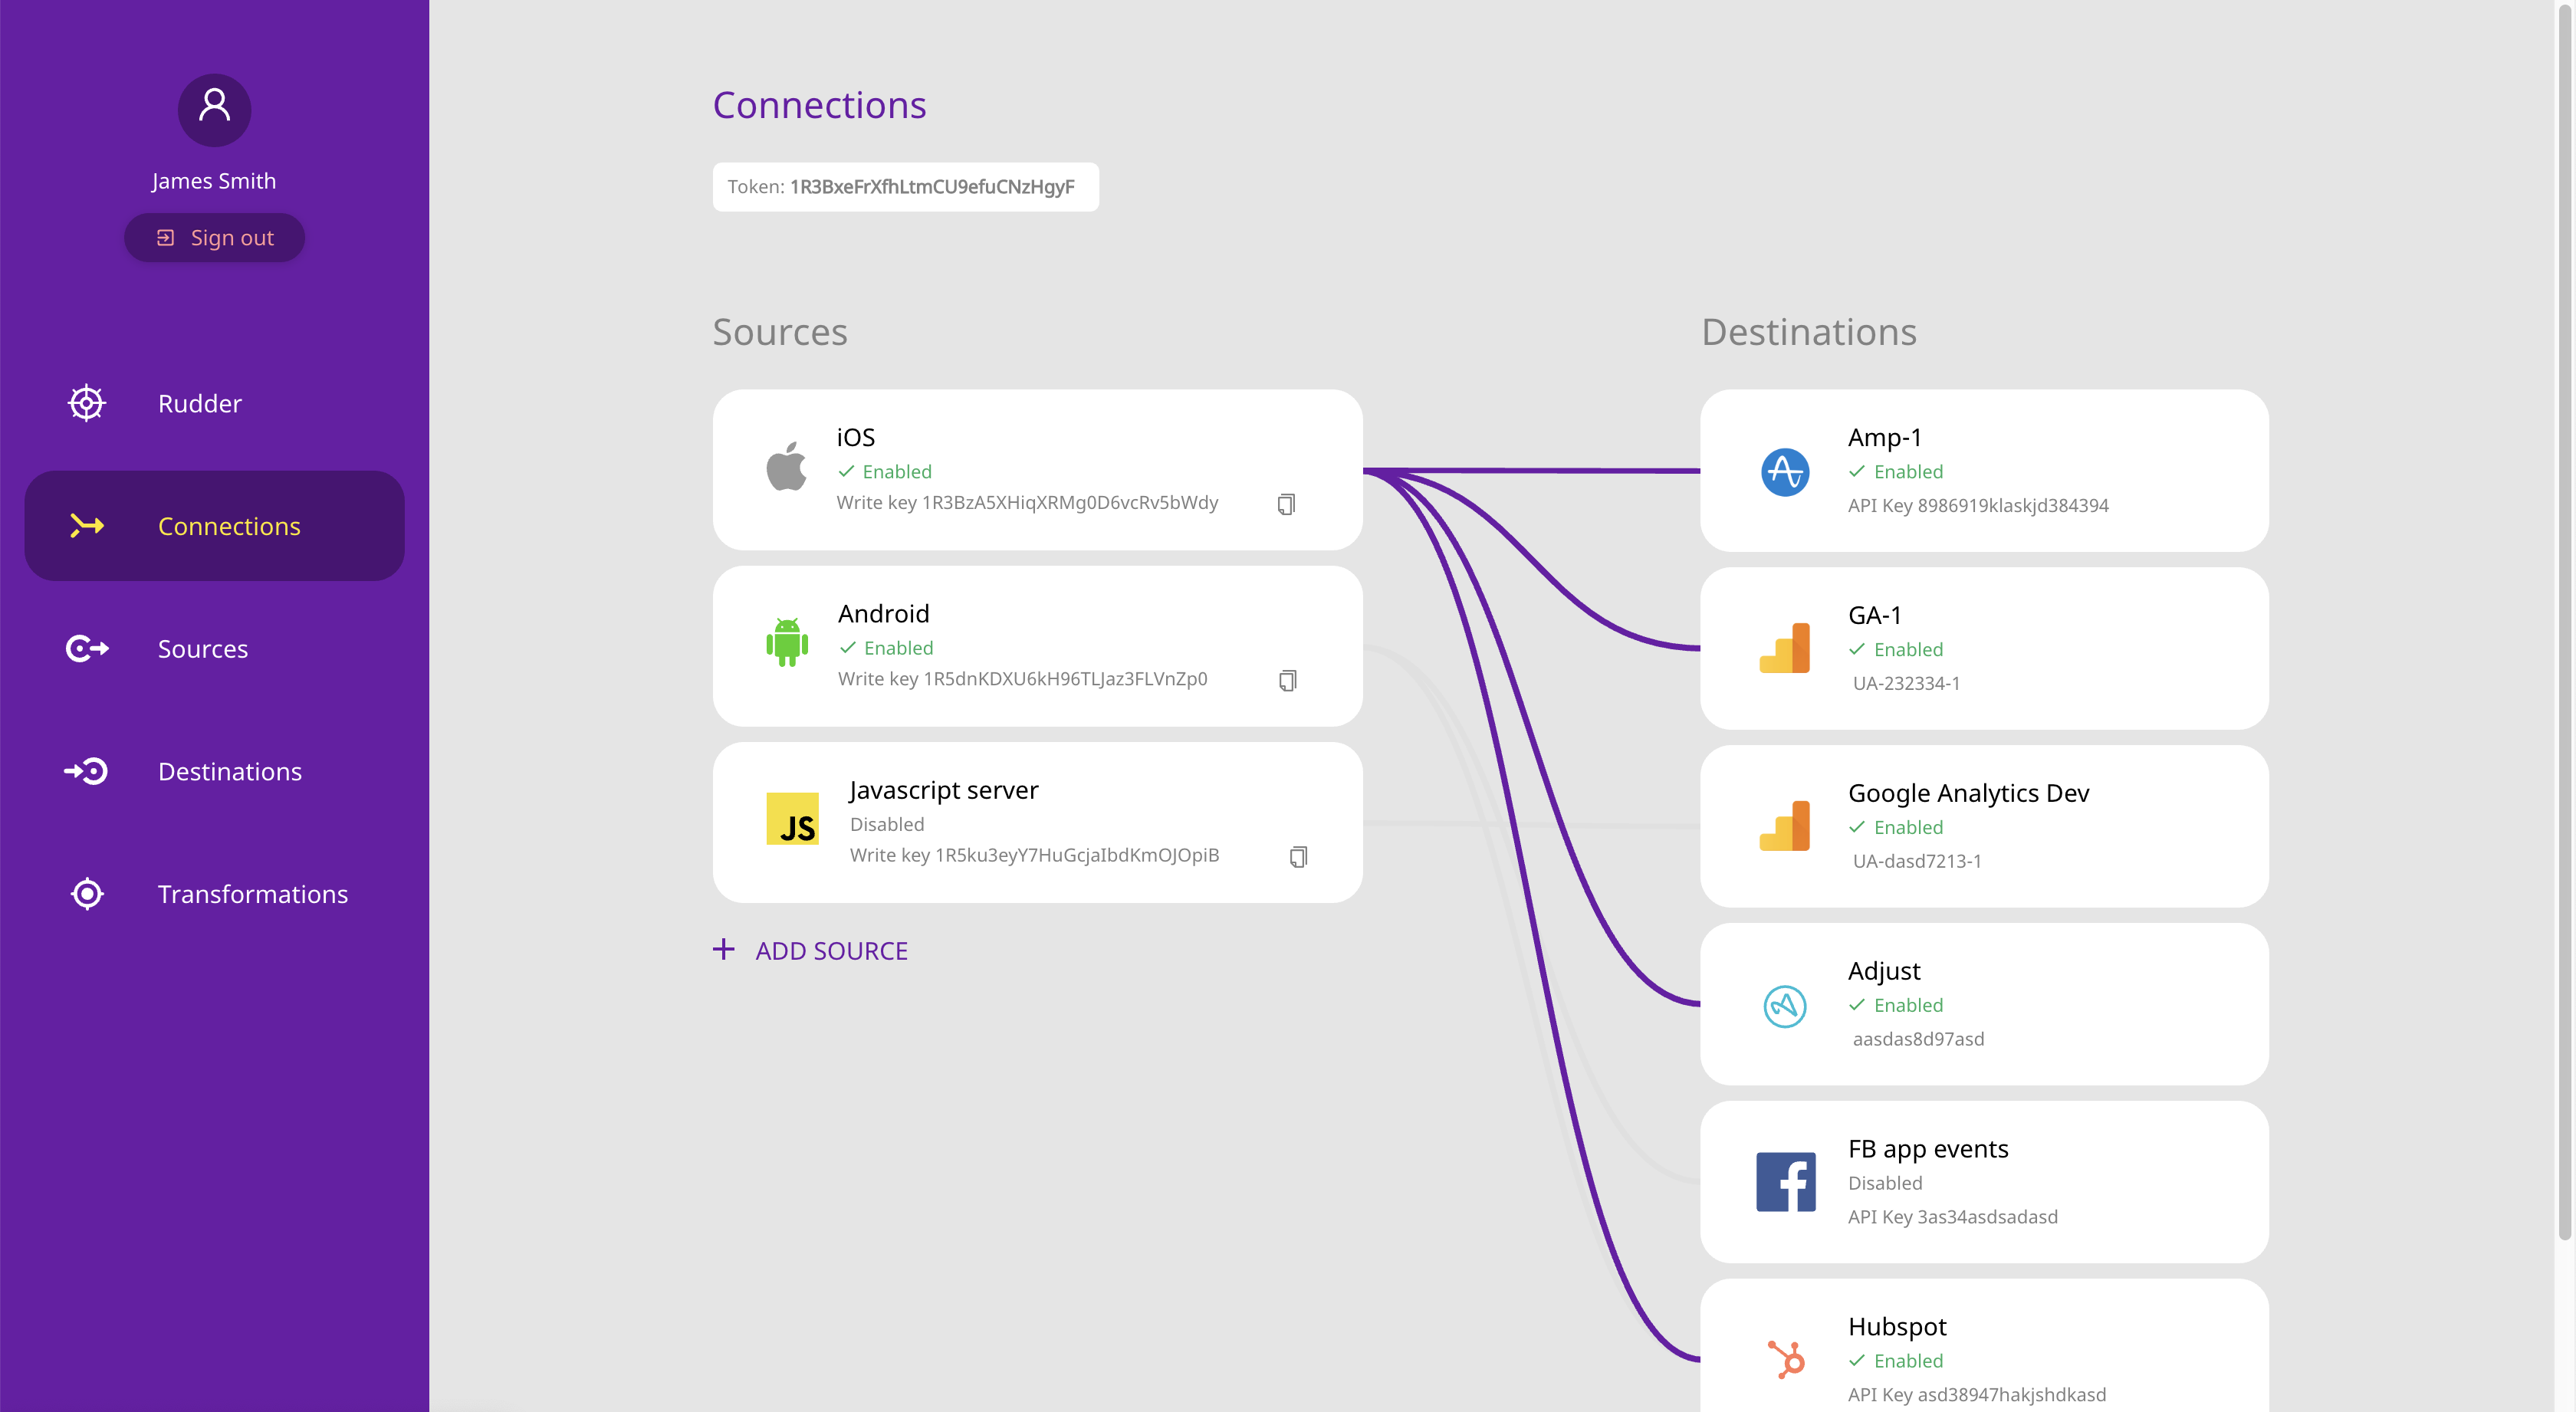 James Smith
Sign out
Rudder
Connections
Sources
Destinations
Transformations
Connections
Token: 1R3BxeFrXfhLtmCU9efuCNzHgyF
Sources
iOS
Enabled
Write key 1R3BzA5XHiqXRMg0D6vcRv5bWdy
Android
Enabled
Write key 1R5dnKDXU6kH96TLJaz3FLVnZp0
JS
Javascript server
Disabled
Write key 1R5ku3eyY7HuGcjaIbdKmOJOpiB
ADD SOURCE
Destinations
Amp-1
Enabled
API Key 8986919klaskjd384394
GA-1
Enabled
UA-232334-1
Google Analytics Dev
Enabled
UA-dasd7213-1
Adjust
Enabled
aasdas8d97asd
FB app events
Disabled
API Key 3as34asdsadasd
Hubspot
Enabled
API Key asd38947hakjshdkasd